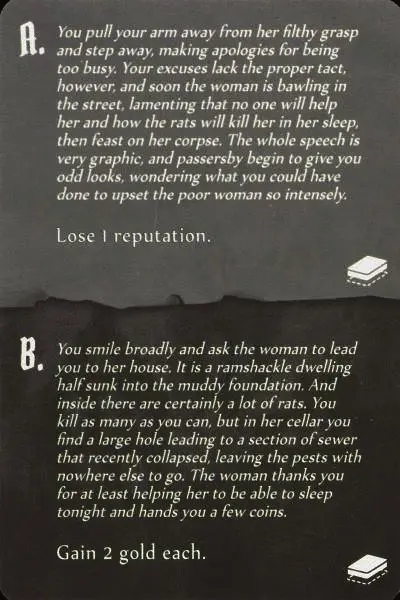 A.
You pull your arm away from her filthy grasp
and step away, making apologies for being
too busy. Your excuses lack the proper tact,
however, and soon the woman is bawling in
the street, lamenting that no one will help
her and how the rats will kill her in her sleep,
then feast on her corpse. The whole speech is
very graphic, and passersby begin to give you
odd looks, wondering what you could have
done to upset the poor woman so intensely.
Lose 1 reputation.
B.
You smile broadly and ask the woman to lead
you to her house. It is a ramshackle dwelling
half sunk into the muddy foundation. And
inside there are certainly a lot of rats. You
kill as many as you can, but in her cellar you
find a large hole leading to a section of sewer
that recently collapsed, leaving the pests with
nowhere else to go. The woman thanks you
for at least helping her to be able to sleep
tonight and hands you a few coins.
Gain 2 gold each.